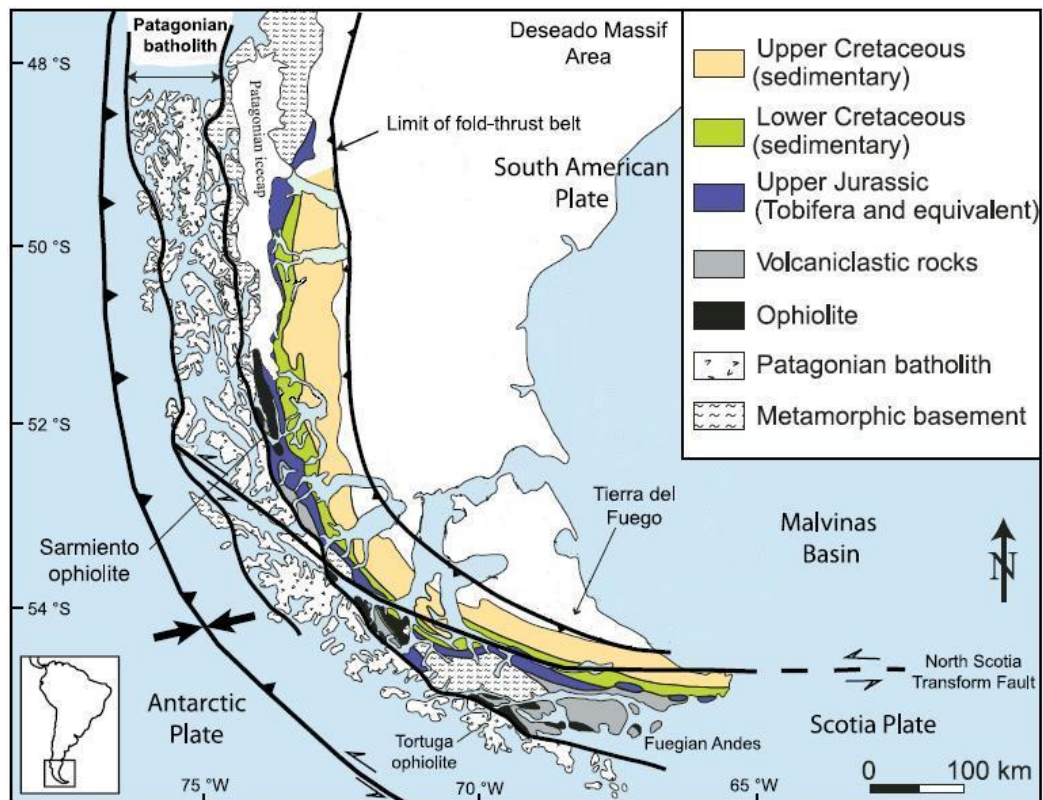 Patagonian
batholith
48 °S
50 °S
52 °S
54 °S
Patagonian icecap
Deseado Massif
Area
Limit of fold-thrust belt
South American
Plate
Upper Cretaceous
(sedimentary)
Lower Cretaceous
(sedimentary)
Upper Jurassic
(Tobifera and equivalent)
Volcaniclastic rocks
Ophiolite
Patagonian batholith
Metamorphic basement
Sarmiento
ophiolite
Tierra del
Fuego
Malvinas
Basin
N
North Scotia
Transform Fault
Antarctic
Plate
Scotia Plate
Tortuga
ophiolite
Fuegian Andes
75 °W
70 °W
65 °W
0 100 km